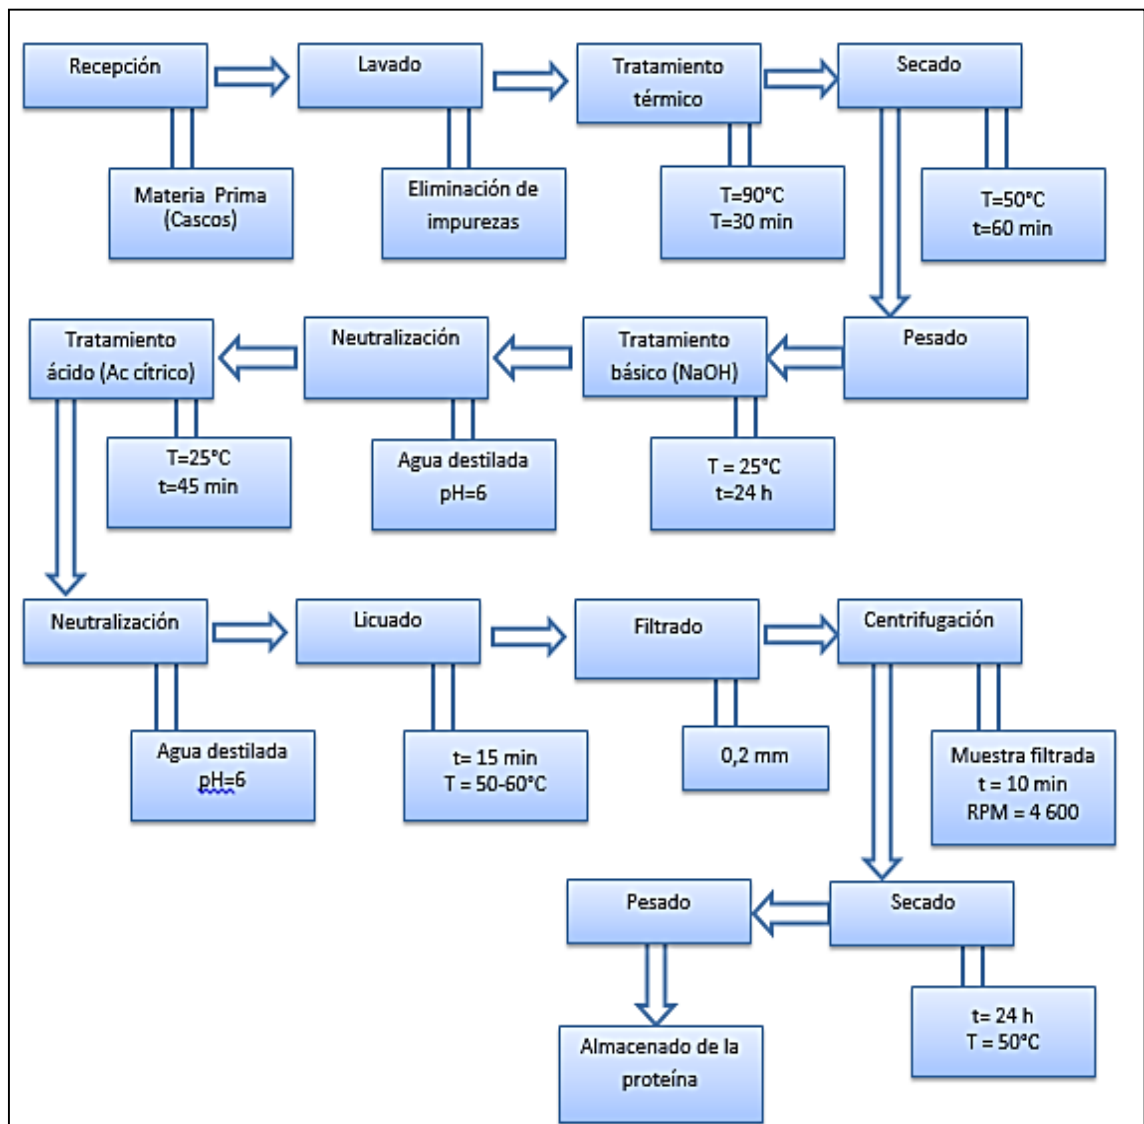 Recepción
Lavado
Tratamiento
térmico
Secado
Materia Prima
(Cascos)
Eliminación de
impurezas
T=90°C
T=30 min
T=50°C
t=60 min
Tratamiento
ácido (Ac cítrico)
Neutralización
Tratamiento
básico (NaOH)
Pesado
T=25°C
t=45 min
Agua destilada
pH=6
T = 25°C
t=24 h
Neutralización
Licuado
Filtrado
Centrifugación
Agua destilada
pH=6
t= 15 min
T = 50-60°C
0,2 mm
Muestra filtrada
t = 10 min
RPM = 4 600
Pesado
Secado
t= 24 h
T = 50°C
Almacenado de la
proteína